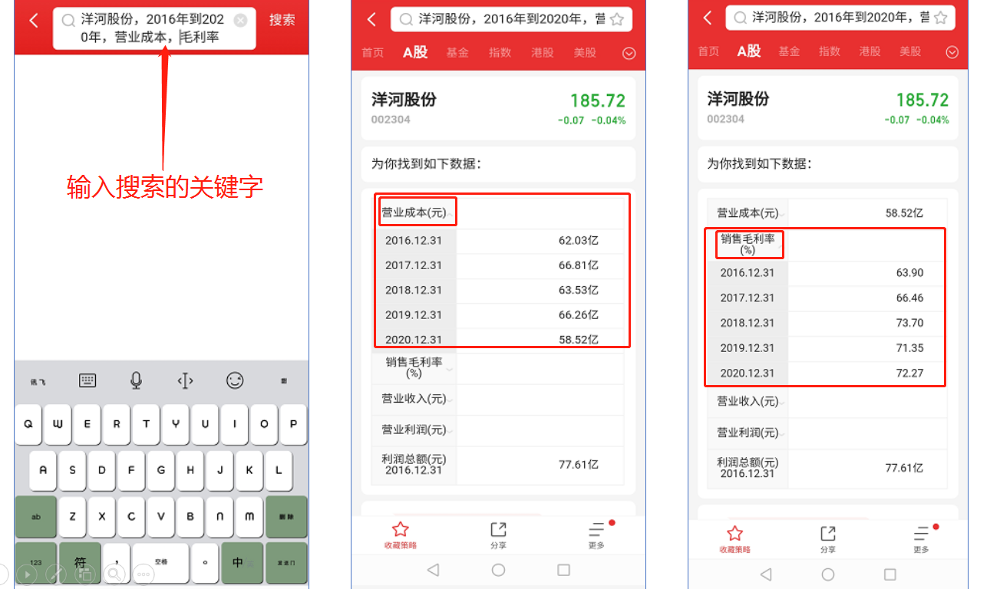 洋河股份，2016年到202
0年，营业成本，毛利率
搜索
输入搜索的关键字
讯飞
Q W E R T Y U I O P
A S D F G H J K L
ab Z X C V B N M 删除
123 符 ， 空格 。 中
洋河股份，2016年到2020年，营
首页 A股 基金 指数 港股 美股
洋河股份
185.72
002304
-0.07 -0.04%
为你找到如下数据：
营业成本(元)
2016.12.31 62.03亿
2017.12.31 66.81亿
2018.12.31 63.53亿
2019.12.31 66.26亿
2020.12.31 58.52亿
销售毛利率
(%)
营业收入(元)
营业利润(元)
利润总额(元)
2016.12.31
77.61亿
收藏策略 分享 更多
洋河股份，2016年到2020年，营
首页 A股 基金 指数 港股 美股
洋河股份
185.72
002304
-0.07 -0.04%
为你找到如下数据：
营业成本(元) 58.52亿
销售毛利率
(%)
2016.12.31 63.90
2017.12.31 66.46
2018.12.31 73.70
2019.12.31 71.35
2020.12.31 72.27
营业收入(元)
营业利润(元)
利润总额(元)
2016.12.31
77.61亿
收藏策略 分享 更多